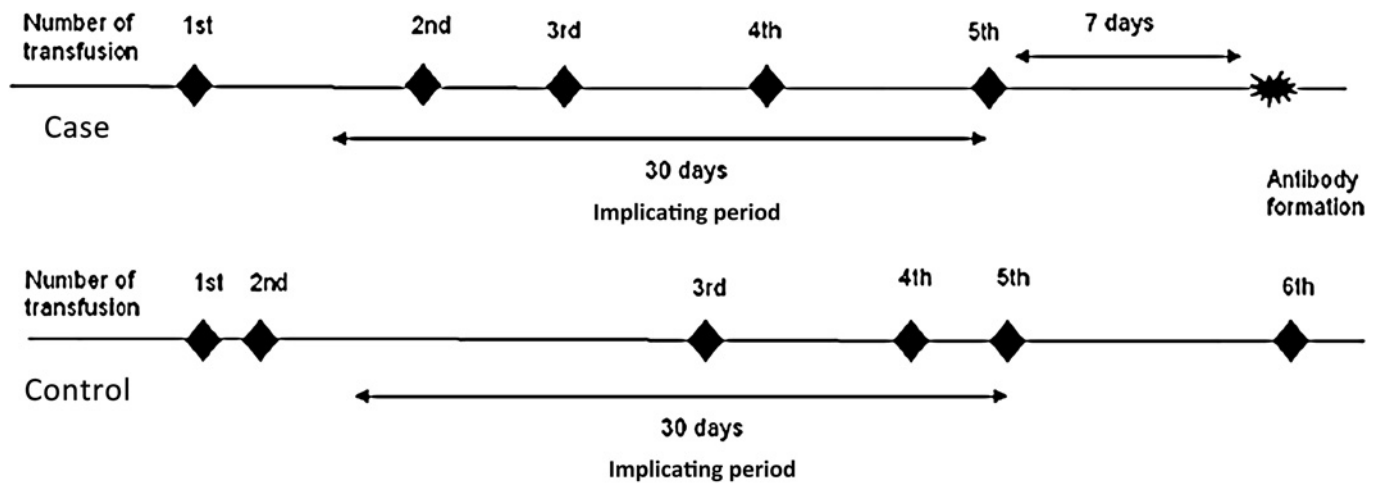 Number of
transfusion
1st
2nd
3rd
4th
5th
7 days
Case
30 days
Implicating period
Antibody
formation
Number of
transfusion
1st
2nd
3rd
4th
5th
6th
Control
30 days
Implicating period